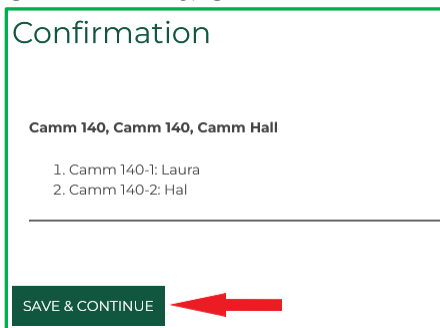 Confirmation
Camm 140, Camm 140, Camm Hall
1. Camm 140-1: Laura
2. Camm 140-2: Hal
SAVE & CONTINUE